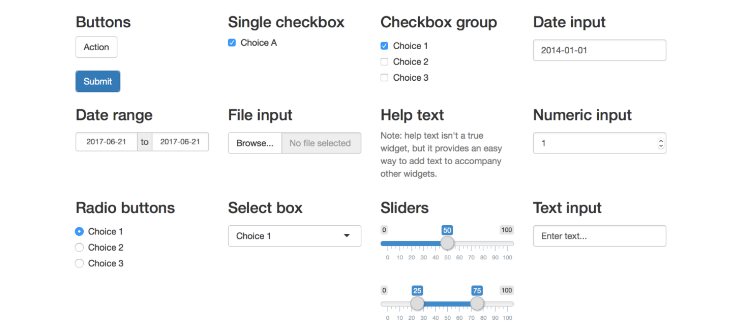 Buttons
Action
Submit
Single checkbox
Choice A
Checkbox group
Choice 1
Choice 2
Choice 3
Date input
2014-01-01
Date range
2017-06-21 to 2017-06-21
File input
Browse... No file selected
Help text
Note: help text isn't a true
widget, but it provides an easy
way to add text to accompany
other widgets.
Numeric input
1
Radio buttons
Choice 1
Choice 2
Choice 3
Select box
Choice 1
Sliders
0 50 100
0 10 20 30 40 50 60 70 80 90 100
0 25 75 100
0 10 20 30 40 50 60 70 80 90 100
Text input
Enter text...